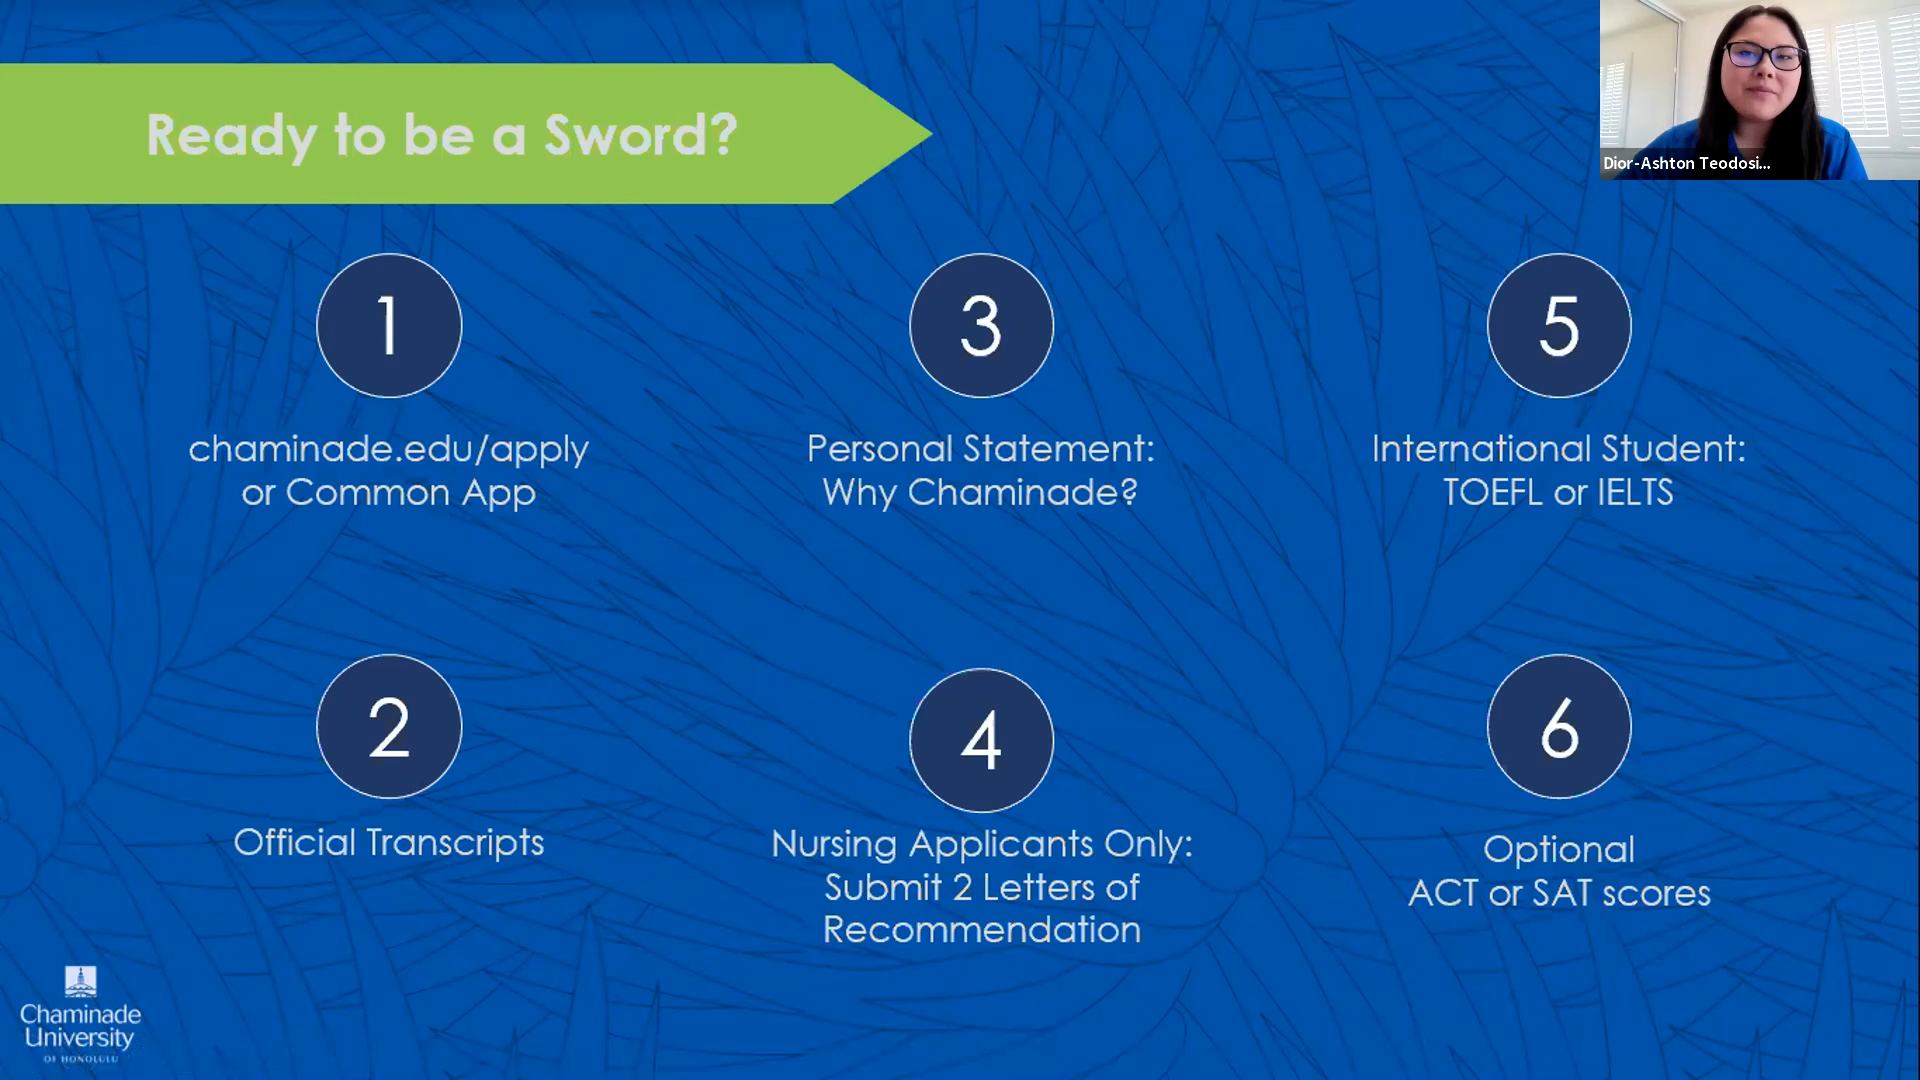 Ready to be a Sword?
1
chaminade.edu/apply
or Common App
2
Official Transcripts
3
Personal Statement:
Why Chaminade?
4
Nursing Applicants Only:
Submit 2 Letters of
Recommendation
5
International Student:
TOEFL or IELTS
6
Optional
ACT or SAT scores
Dior-Ashton Teodosi...
Chaminade
University
OF HONOLULU